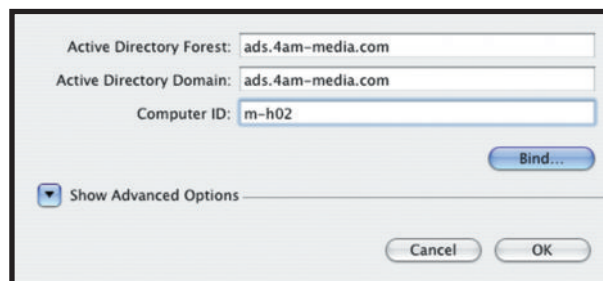 Active Directory Forest: ads.4am-media.com
Active Directory Domain: ads.4am-media.com
Computer ID: m-h02
Bind...
Show Advanced Options
Cancel OK